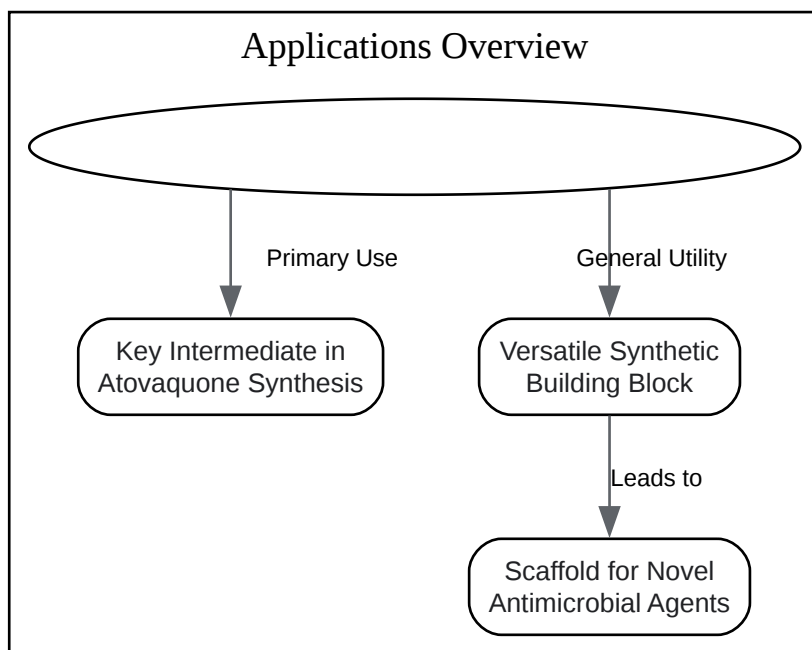 Applications Overview
Primary Use
General Utility
Key Intermediate in
Atovaquone Synthesis
Versatile Synthetic
Building Block
Leads to
Scaffold for Novel
Antimicrobial Agents